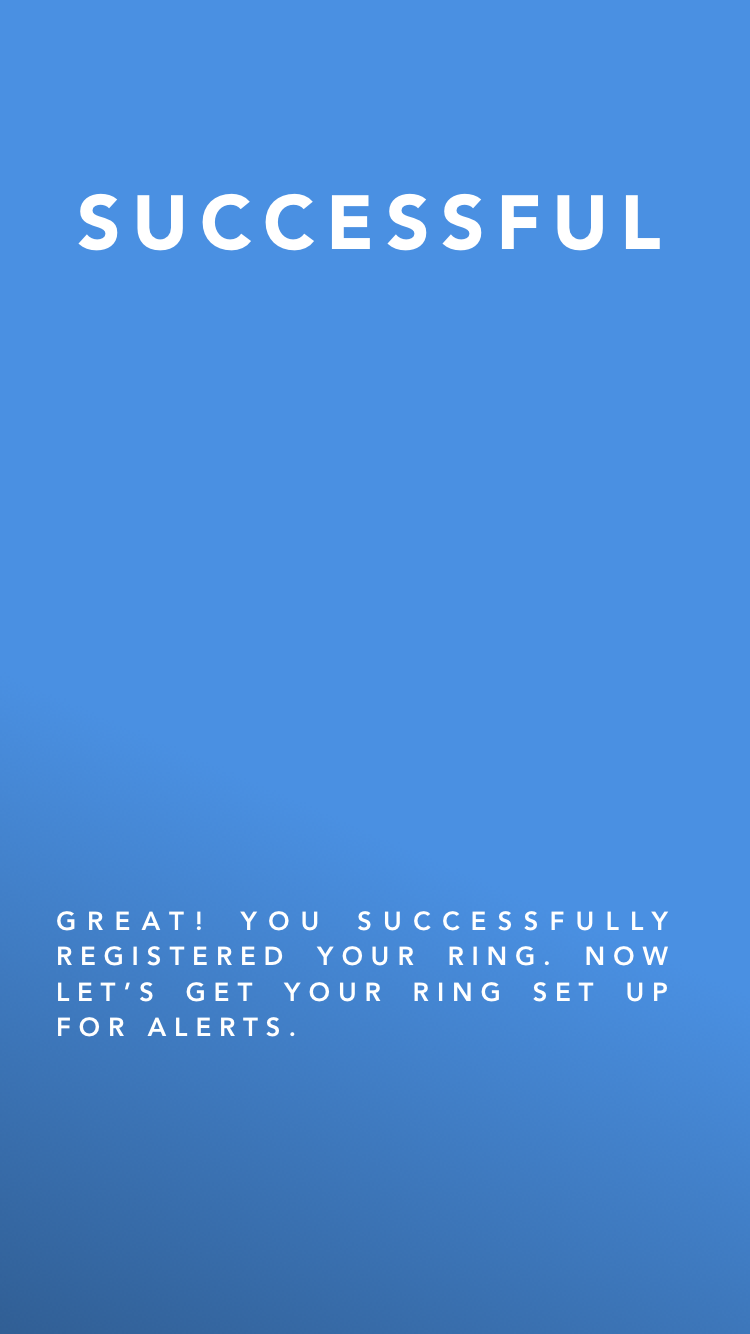 SUCCESSFUL
GREAT! YOU SUCCESSFULLY
REGISTERED YOUR RING. NOW
LET’S GET YOUR RING SET UP
FOR ALERTS.